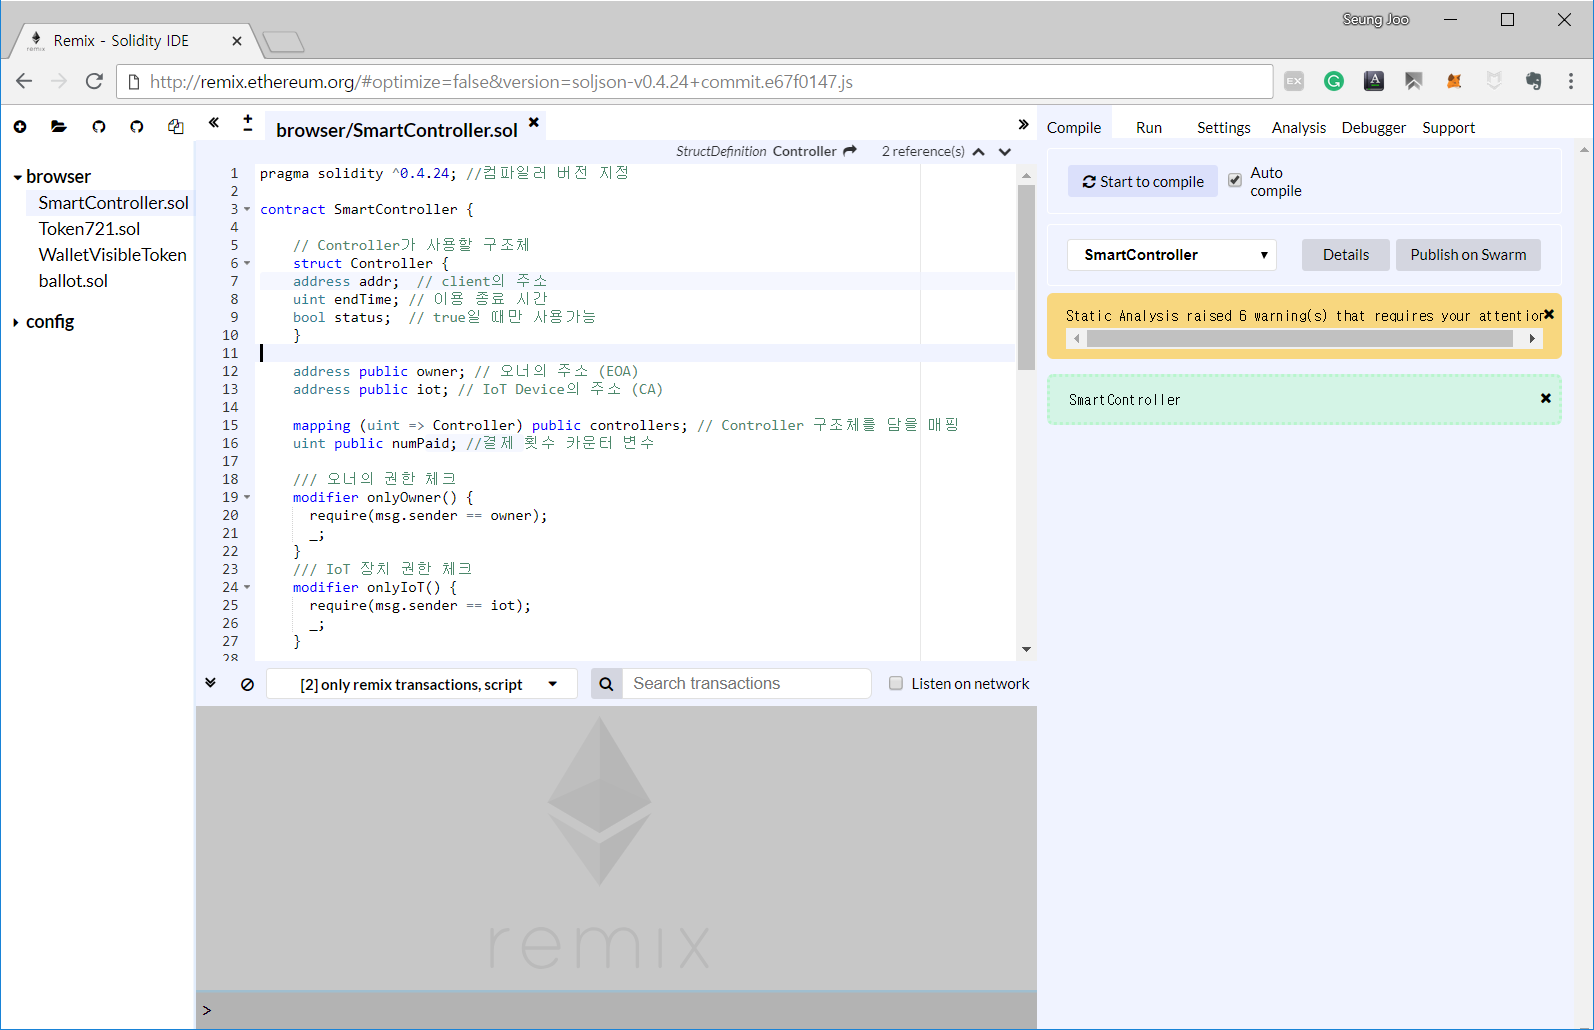 Seung Joo
Remix - Solidity IDE
http://remix.ethereum.org/#optimize=false&version=soljson-v0.4.24+commit.e67f0147.js
browser
SmartController.sol
Token721.sol
WalletVisibleToken
ballot.sol
config
browser/SmartController.sol
StructDefinition Controller 2 reference(s)
1 pragma solidity ^0.4.24; //컴파일러 버전 지정
2
3 contract SmartController {
4
5 // Controller가 사용할 구조체
6 struct Controller {
7 address addr; // client의 주소
8 uint endTime; // 이용 종료 시간
9 bool status; // true일 때만 사용가능
10 }
11
12 address public owner; // 오너의 주소 (EOA)
13 address public iot; // IoT Device의 주소 (CA)
14
15 mapping (uint => Controller) public controllers; // Controller 구조체를 담을 매핑
16 uint public numPaid; //결제 횟수 카운터 변수
17
18 /// 오너의 권한 체크
19 modifier onlyOwner() {
20 require(msg.sender == owner);
21 _;
22 }
23 /// IoT 장치 권한 체크
24 modifier onlyIoT() {
25 require(msg.sender == iot);
26 _;
27 }
28
[2] only remix transactions, script
Search transactions
Listen on network
remix
>
Compile Run Settings Analysis Debugger Support
Start to compile
Auto
compile
SmartController
Details
Publish on Swarm
Static Analysis raised 6 warning(s) that requires your attention
SmartController